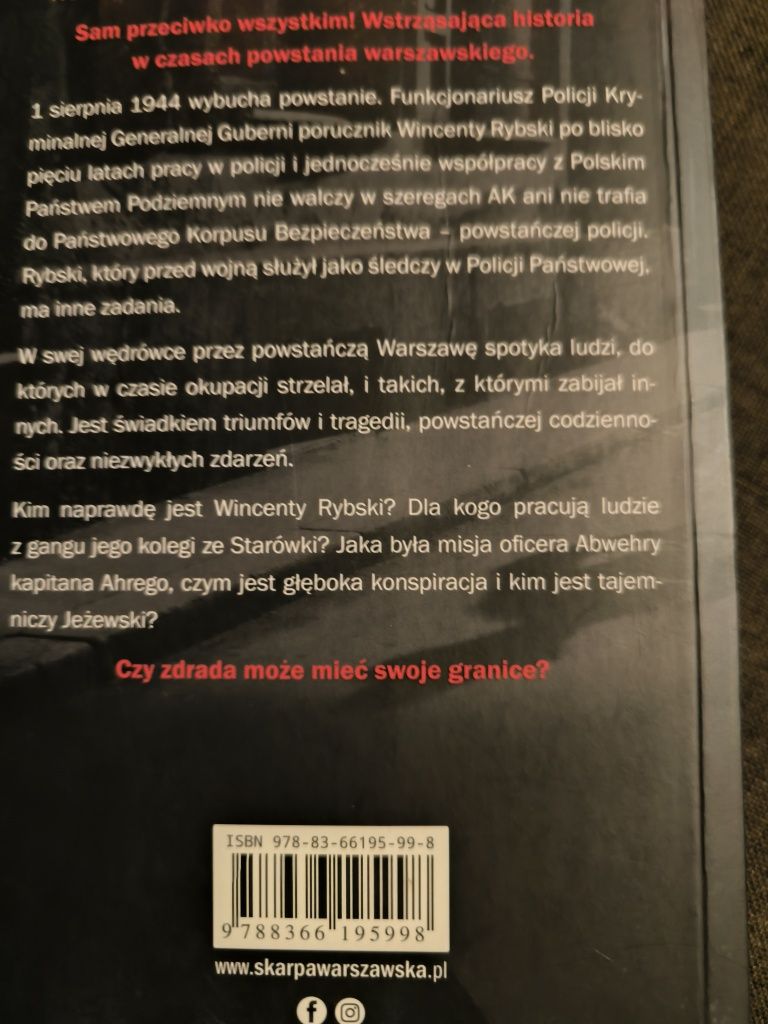 Sam przeciwko wszystkim! Wstrząsająca historia
w czasach powstania warszawskiego.
1 sierpnia 1944 wybucha powstanie. Funkcjonariusz Policji Kry-
minalnej Generalnej Guberni porucznik Wincenty Rybski po blisko
pięciu latach pracy w policji i jednocześnie współpracy z Polskim
Państwem Podziemnym nie walczy w szeregach AK ani nie trafia
do Państwowego Korpusu Bezpieczeństwa – powstańczej policji.
Rybski, który przed wojną służył jako śledczy w Policji Państwowej,
ma inne zadania.
W swej wędrówce przez powstańczą Warszawę spotyka ludzi, do
których w czasie okupacji strzelał, i takich, z którymi zabijał in-
nych. Jest świadkiem triumfów i tragedii, powstańczej codzienno-
ści oraz niezwykłych zdarzeń.
Kim naprawdę jest Wincenty Rybski? Dla kogo pracują ludzie
z gangu jego kolegi ze Starówki? Jaka była misja oficera Abwehry
kapitana Ahrego, czym jest głęboka konspiracja i kim jest tajem-
niczy Jeżewski?
Czy zdrada może mieć swoje granice?
ISBN 978-83-66195-99-8
9 788366 195998
www.skarpawarszawska.pl